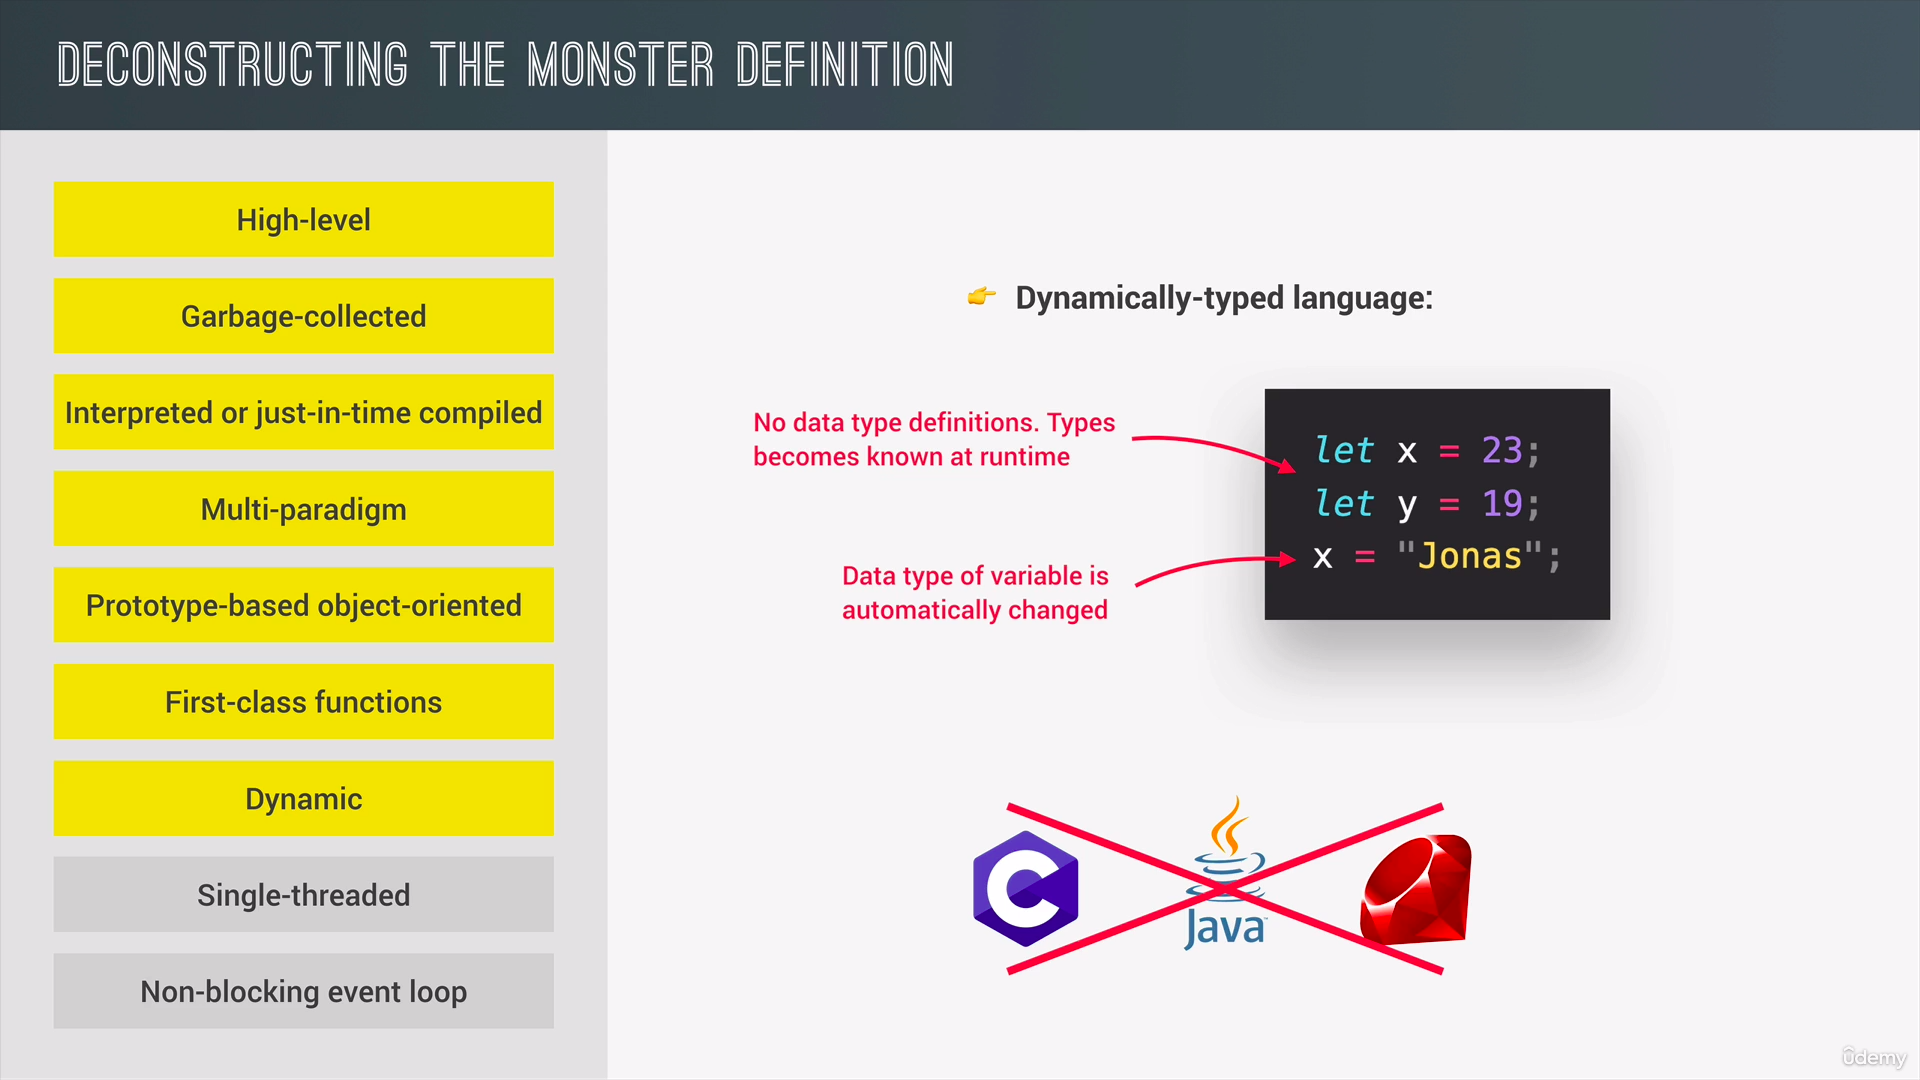 DECONSTRUCTING THE MONSTER DEFINITION
High-level
Garbage-collected
Interpreted or just-in-time compiled
Multi-paradigm
Prototype-based object-oriented
First-class functions
Dynamic
Single-threaded
Non-blocking event loop
👉 Dynamically-typed language:
No data type definitions. Types
becomes known at runtime
Data type of variable is
automatically changed
let x = 23;
let y = 19;
x = "Jonas";
C
Java
ûdemy